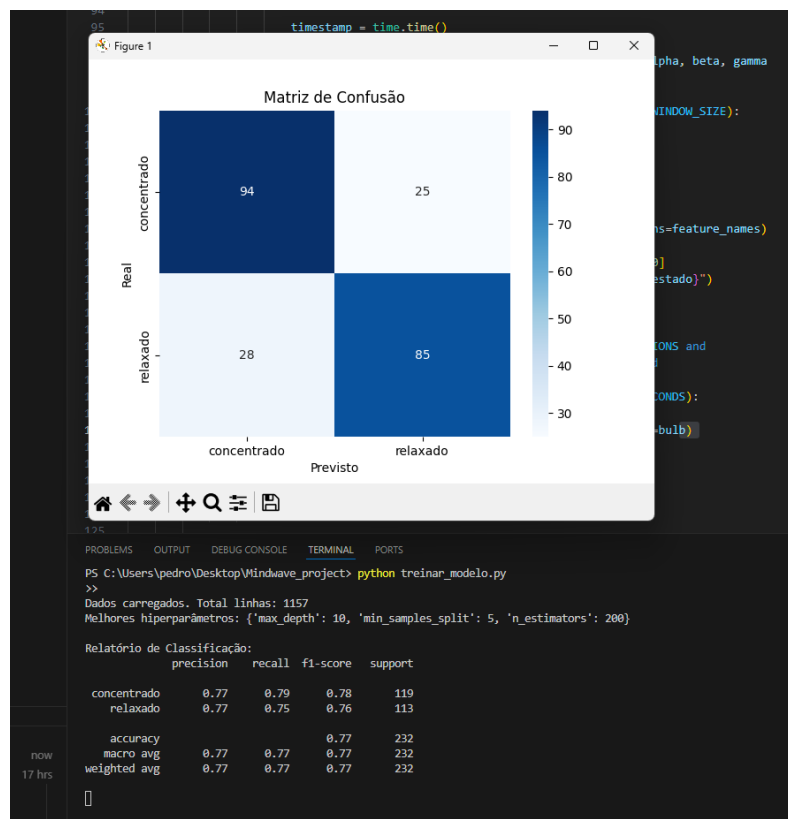 94
95 timestamp = time.time()
Figure 1
lpha, beta, gamma
WINDOW_SIZE):
ns=feature_names)
0]
estado}")
IONS and
d
CONDS):
=bulb)
Matriz de Confusão
concentrado
relaxado
Real
94 25
28 85
concentrado relaxado
Previsto
90
80
70
60
50
40
30
125
PROBLEMS OUTPUT DEBUG CONSOLE TERMINAL PORTS
PS C:\Users\pedro\Desktop\Mindwave_project> python treinar_modelo.py
>>
Dados carregados. Total linhas: 1157
Melhores hiperparâmetros: {'max_depth': 10, 'min_samples_split': 5, 'n_estimators': 200}
Relatório de Classificação:
precision recall f1-score support
concentrado 0.77 0.79 0.78 119
relaxado 0.77 0.75 0.76 113
accuracy 0.77 232
macro avg 0.77 0.77 0.77 232
weighted avg 0.77 0.77 0.77 232
now
17 hrs